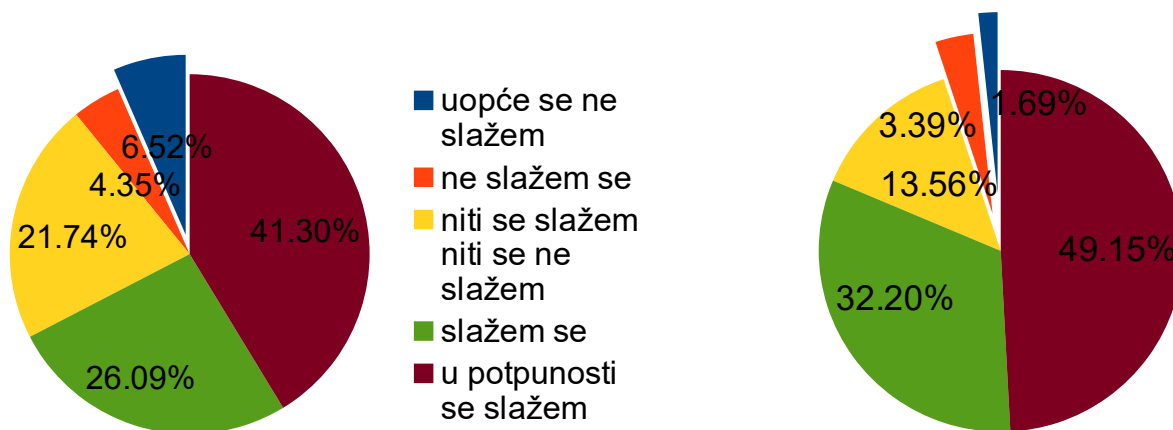 6.52%
4.35%
21.74%
41.30%
26.09%
uopće se ne
slažem
ne slažem se
niti se slažem
niti se ne
slažem
slažem se
u potpunosti
se slažem
1.69%
3.39%
13.56%
49.15%
32.20%